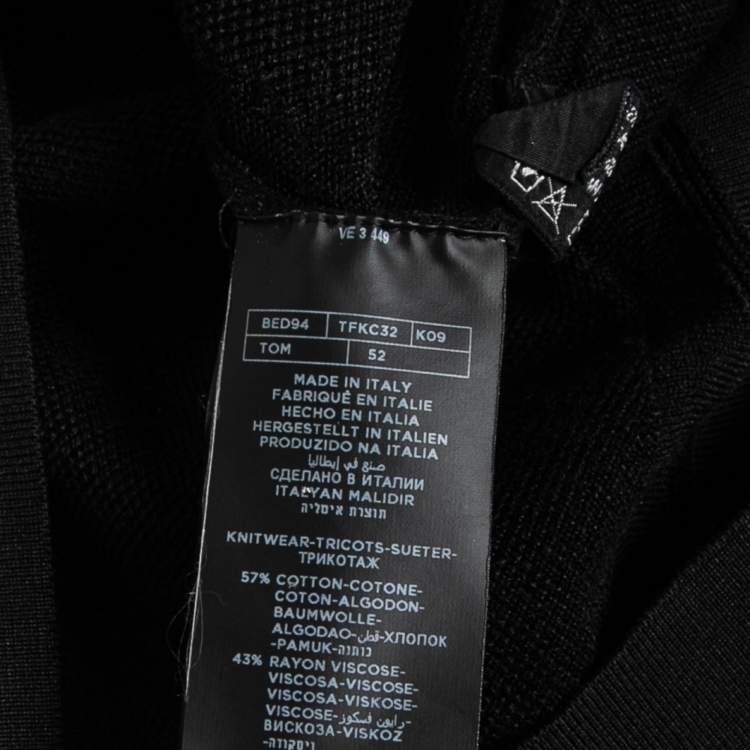 VE 3 449
BED94 TFKC32 K09
TOM 52
MADE IN ITALY
FABRIQUÉ EN ITALIE
HECHO EN ITALIA
HERGESTELLT IN ITALIEN
PRODUZIDO NA ITALIA
صنع في إيطاليا
СДЕЛАНО В ИТАЛИИ
ITALYAN MALIDIR
תוצרת איטליה
KNITWEAR-TRICOTS-SUETER-
ТРИКОТАЖ
57% COTTON-COTONE-
COTON-ALGODON-
BAUMWOLLE-
ALGODAO-قطن-ХЛОПОК
-PAMUK-כותנה
43% RAYON VISCOSE-
VISCOSA-VISCOSE-
VISCOSA-VISKOSE-
VISCOSE-رايون فسكوز-
ВИСКОЗА-VISKOZ